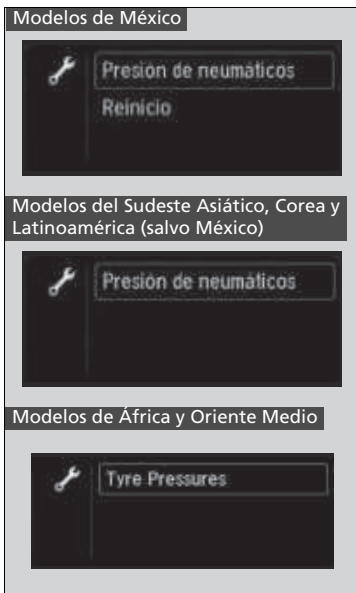 Modelos de México
Presión de neumáticos
Reinicio
Modelos del Sudeste Asiático, Corea y
Latinoamérica (salvo México)
Presión de neumáticos
Modelos de África y Oriente Medio
Tyre Pressures